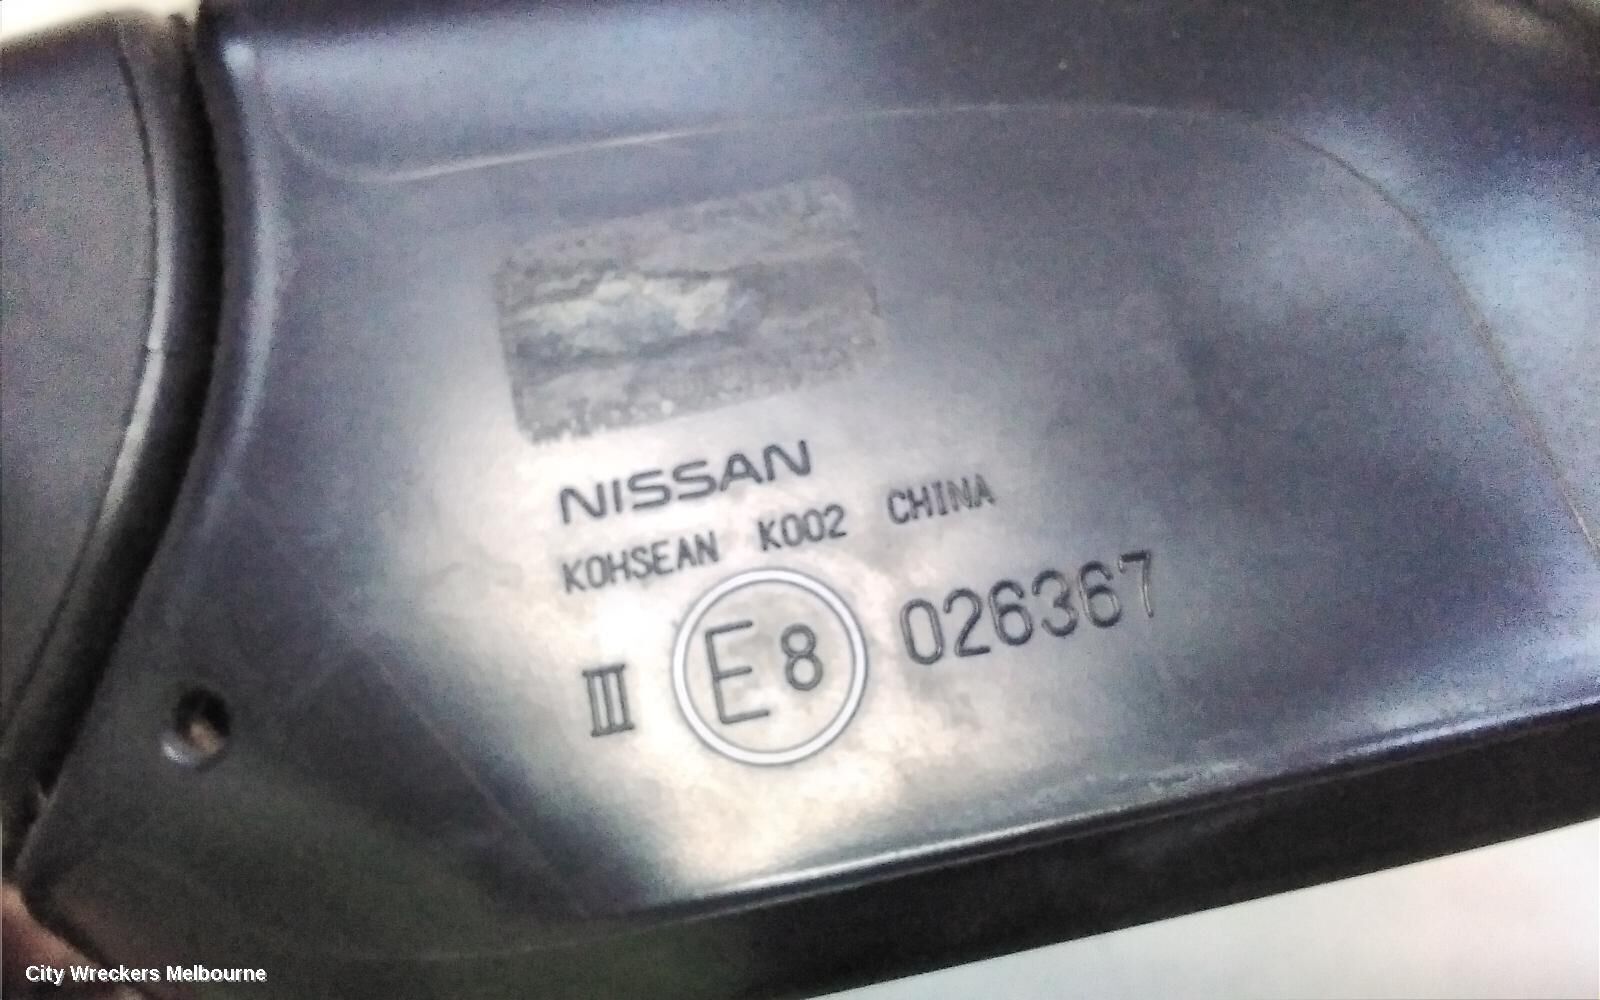 NISSAN
KOHSEAN K002 CHINA
III E8 026367
City Wreckers Melbourne